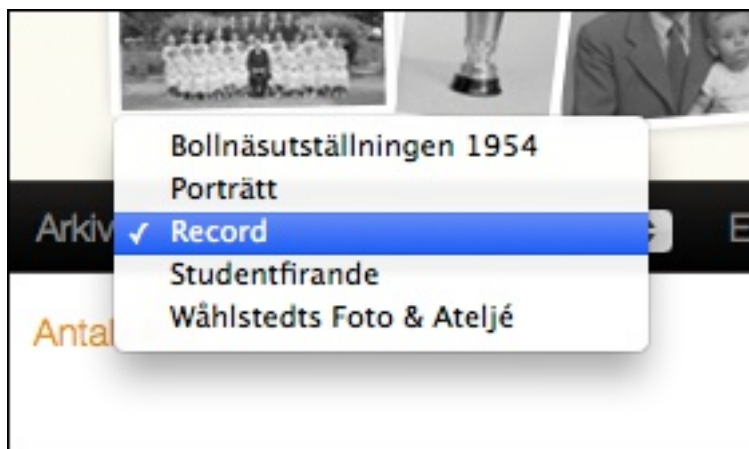 Bollnäsutställningen 1954
Porträtt
Arkiv ✓ Record E
Studentfirande
Wåhlstedts Foto & Ateljé
Antal